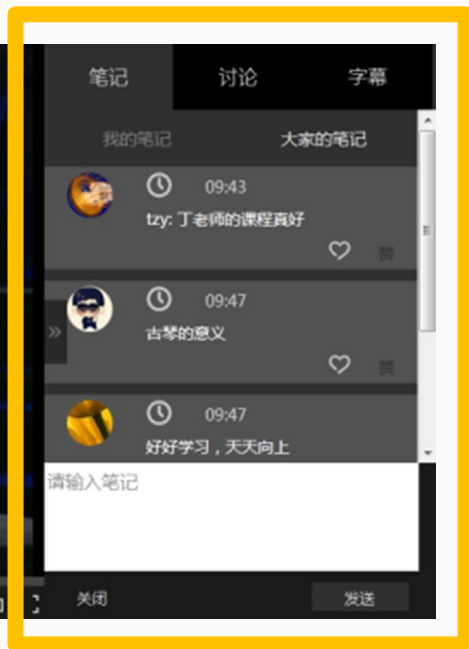 笔记 讨论 字幕
我的笔记 大家的笔记
09:43
tzy: 丁老师的课程真好
赞
09:47
古琴的意义
赞
09:47
好好学习，天天向上
请输入笔记
关闭 发送